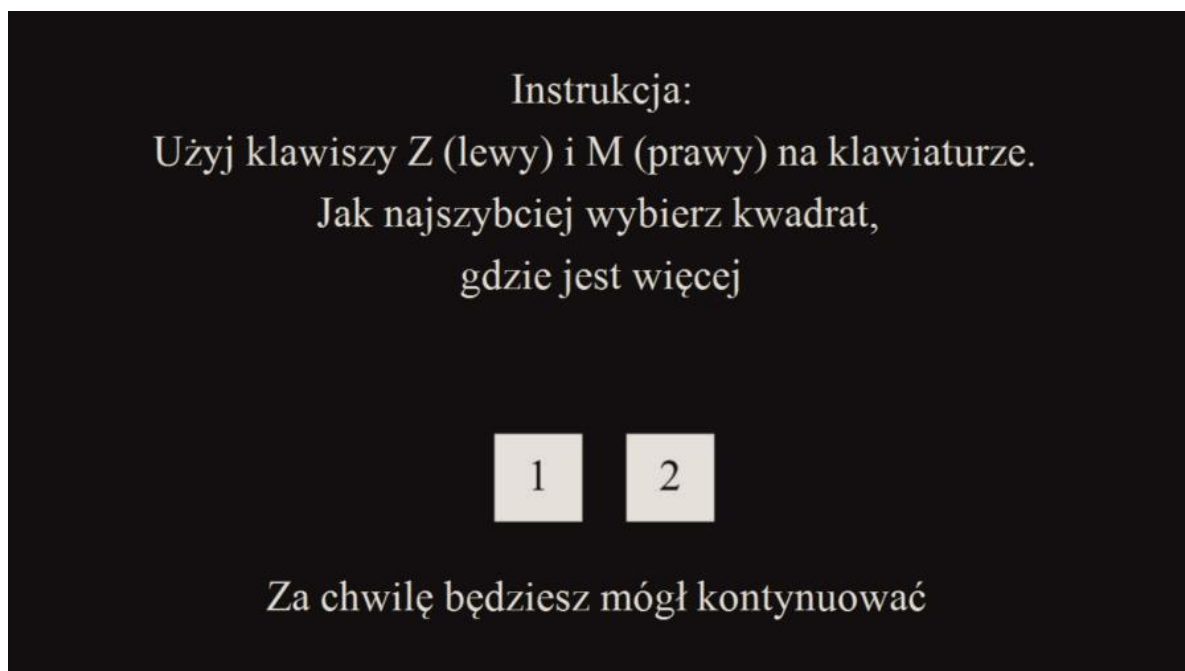 Instrukcja:
Użyj klawiszy Z (lewy) i M (prawy) na klawiaturze.
Jak najszybciej wybierz kwadrat,
gdzie jest więcej
1 2
Za chwilę będziesz mógł kontynuować